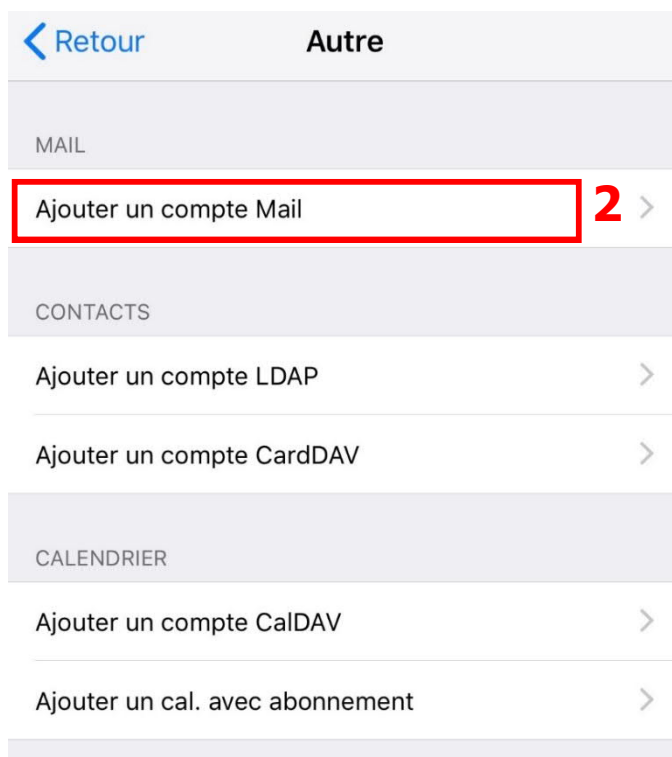 Retour Autre
MAIL
Ajouter un compte Mail 2
CONTACTS
Ajouter un compte LDAP
Ajouter un compte CardDAV
CALENDRIER
Ajouter un compte CalDAV
Ajouter un cal. avec abonnement